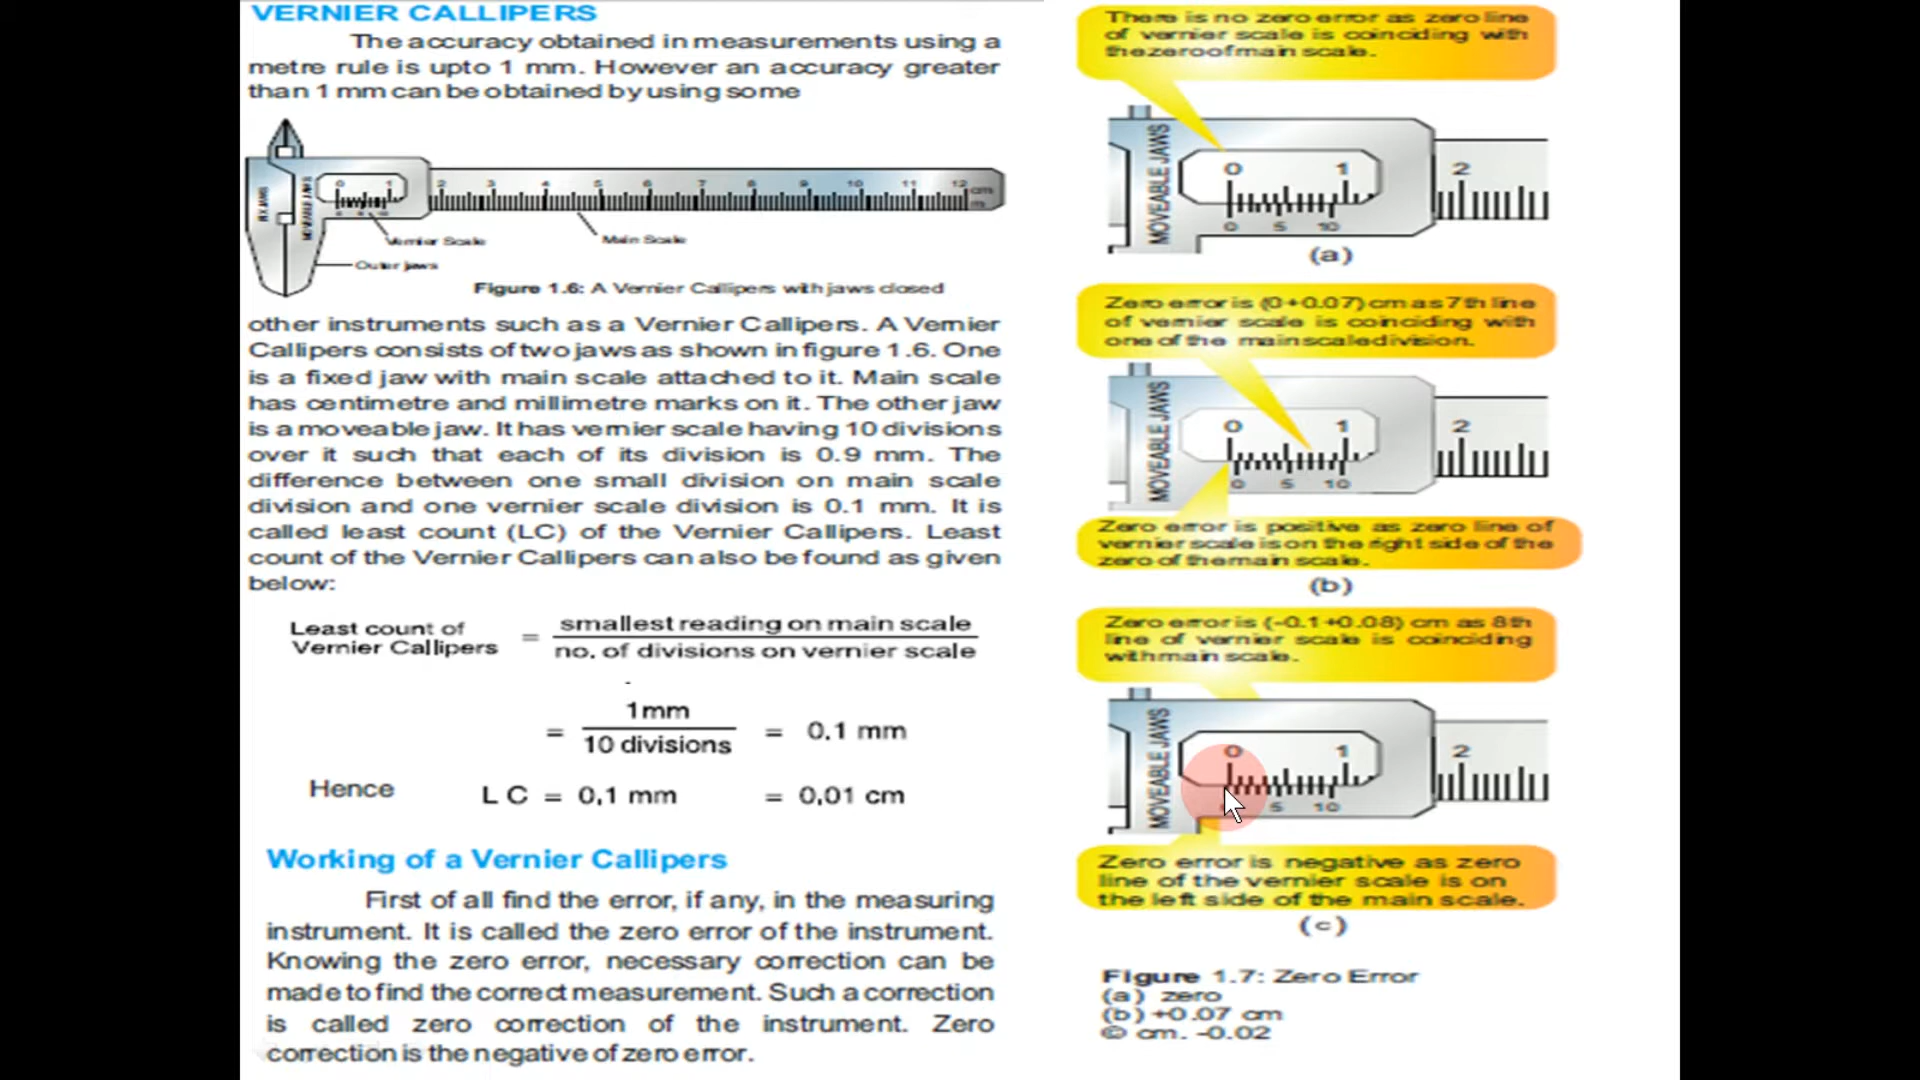 VERNIER CALLIPERS
The accuracy obtained in measurements using a
metre rule is upto 1 mm. However an accuracy greater
than 1 mm can be obtained by using some
FIX JAWS
MOVEABLE JAWS
0 1 2 3 4 5 6 7 8 9 10 11 12 cm
Vernier Scale
Main Scale
Outer jaws
Figure 1.6: A Vernier Callipers with jaws closed
other instruments such as a Vernier Callipers. A Vernier
Callipers consists of two jaws as shown in figure 1.6. One
is a fixed jaw with main scale attached to it. Main scale
has centimetre and millimetre marks on it. The other jaw
is a moveable jaw. It has vernier scale having 10 divisions
over it such that each of its division is 0.9 mm. The
difference between one small division on main scale
division and one vernier scale division is 0.1 mm. It is
called least count (LC) of the Vernier Callipers. Least
count of the Vernier Callipers can also be found as given
below:
Least count of
Vernier Callipers
= smallest reading on main scale
no. of divisions on vernier scale
= 1mm
10 divisions
= 0.1 mm
Hence L C = 0.1 mm = 0.01 cm
Working of a Vernier Callipers
First of all find the error, if any, in the measuring
instrument. It is called the zero error of the instrument.
Knowing the zero error, necessary correction can be
made to find the correct measurement. Such a correction
is called zero correction of the instrument. Zero
correction is the negative of zero error.
There is no zero error as zero line
of vernier scale is coinciding with
the zero of main scale.
MOVEABLE JAWS
0 1 2
0 5 10
(a)
Zero error is (0+0.07) cm as 7th line
of vernier scale is coinciding with
one of the main scale division.
MOVEABLE JAWS
0 1 2
0 5 10
Zero error is positive as zero line of
vernier scale is on the right side of the
zero of the main scale.
(b)
Zero error is (-0.1+0.08) cm as 8th
line of vernier scale is coinciding
with main scale.
MOVEABLE JAWS
0 1 2
5 10
Zero error is negative as zero
line of the vernier scale is on
the left side of the main scale.
(c)
Figure 1.7: Zero Error
(a) zero
(b) +0.07 cm
© cm. -0.02